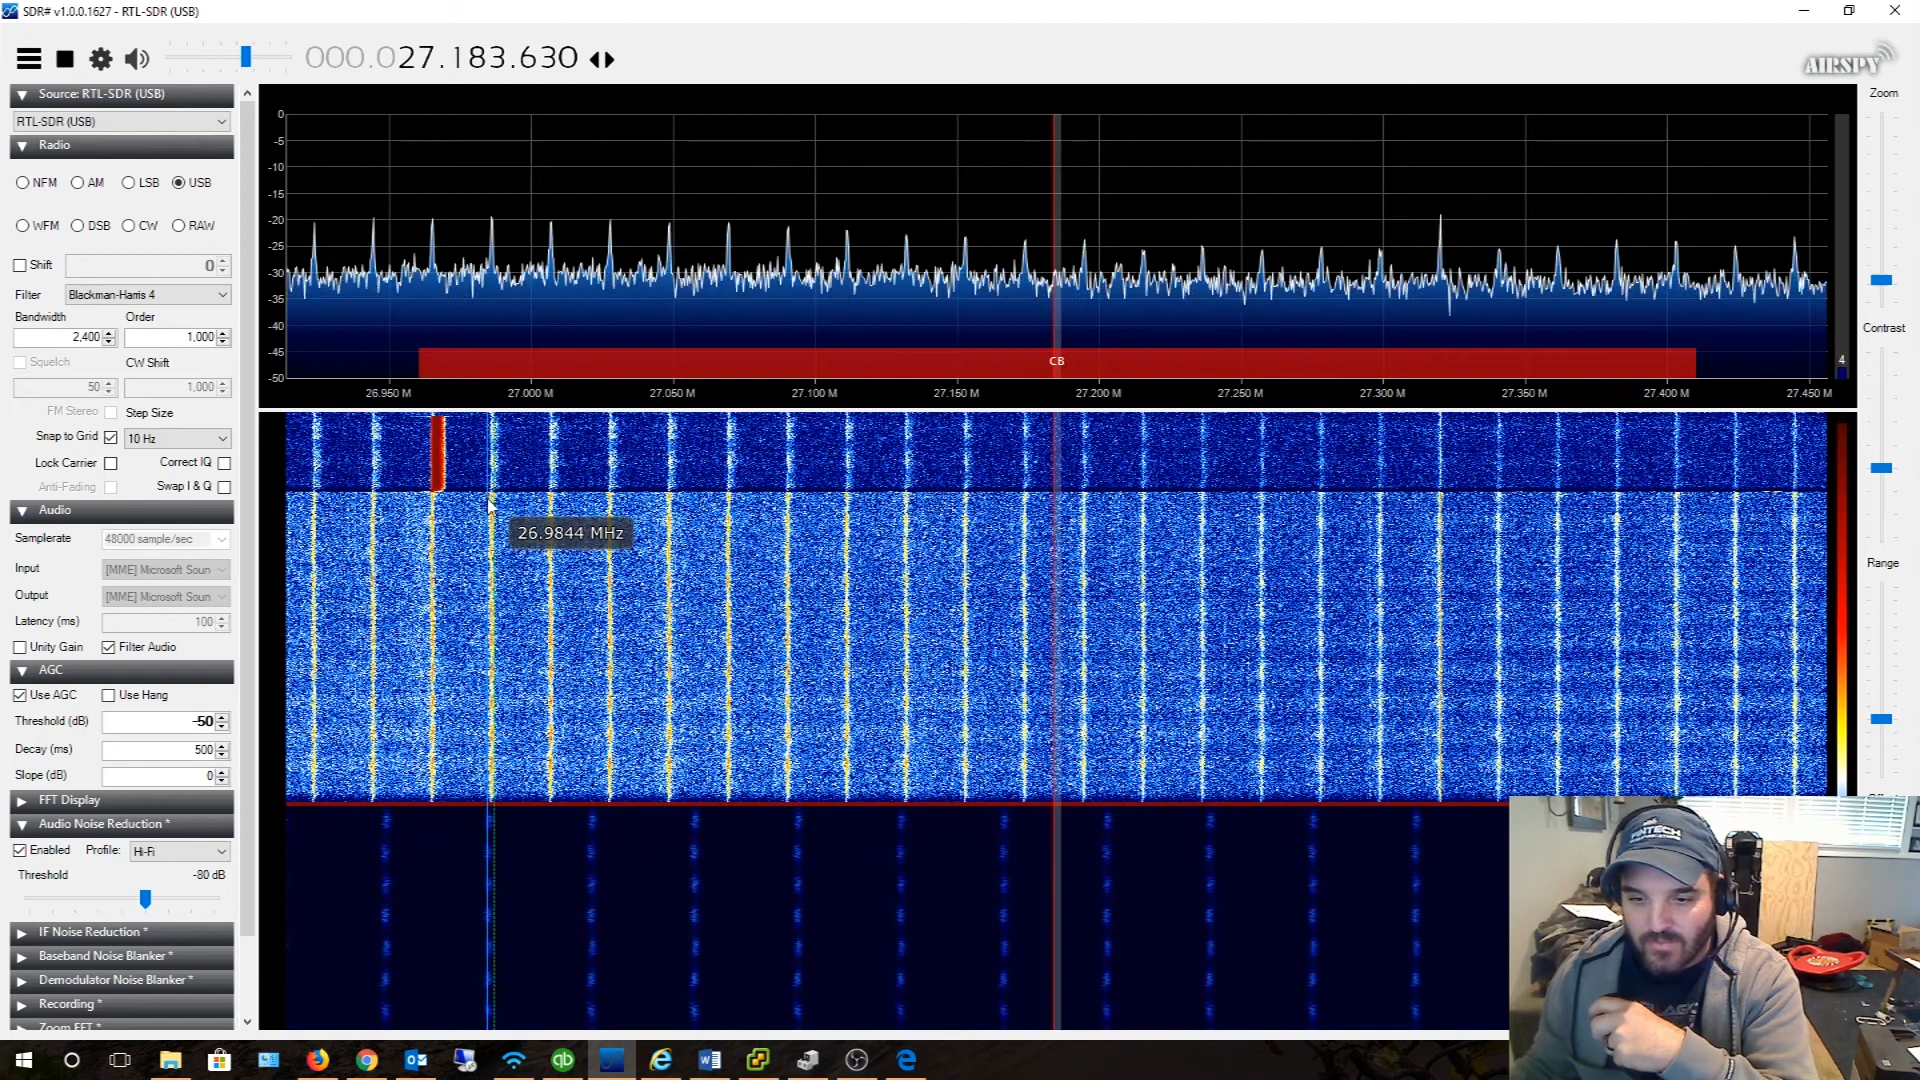 SDR# v1.0.0.1627 - RTL-SDR (USB)
000.027.183.630
AIRSPY
Source: RTL-SDR (USB)
RTL-SDR (USB)
Radio
NFM AM LSB USB
WFM DSB CW RAW
Shift 0
Filter Blackman-Harris 4
Bandwidth Order
2,400 1,000
Squelch CW Shift
50 1,000
FM Stereo Step Size
Snap to Grid 10 Hz
Lock Carrier Correct IQ
Anti-Fading Swap I & Q
Audio
Samplerate 48000 sample/sec
Input [MME] Microsoft Soun
Output [MME] Microsoft Soun
Latency (ms) 100
Unity Gain Filter Audio
AGC
Use AGC Use Hang
Threshold (dB) -50
Decay (ms) 500
Slope (dB) 0
FFT Display
Audio Noise Reduction *
Enabled Profile: Hi-Fi
Threshold -80 dB
IF Noise Reduction *
Baseband Noise Blanker *
Demodulator Noise Blanker *
Recording *
Zoom FFT *
0
-5
-10
-15
-20
-25
-30
-35
-40
-45
-50
CB
4
26.950 M 27.000 M 27.050 M 27.100 M 27.150 M 27.200 M 27.250 M 27.300 M 27.350 M 27.400 M 27.450 M
26.9844 MHz
Zoom
Contrast
Range
FINTECH